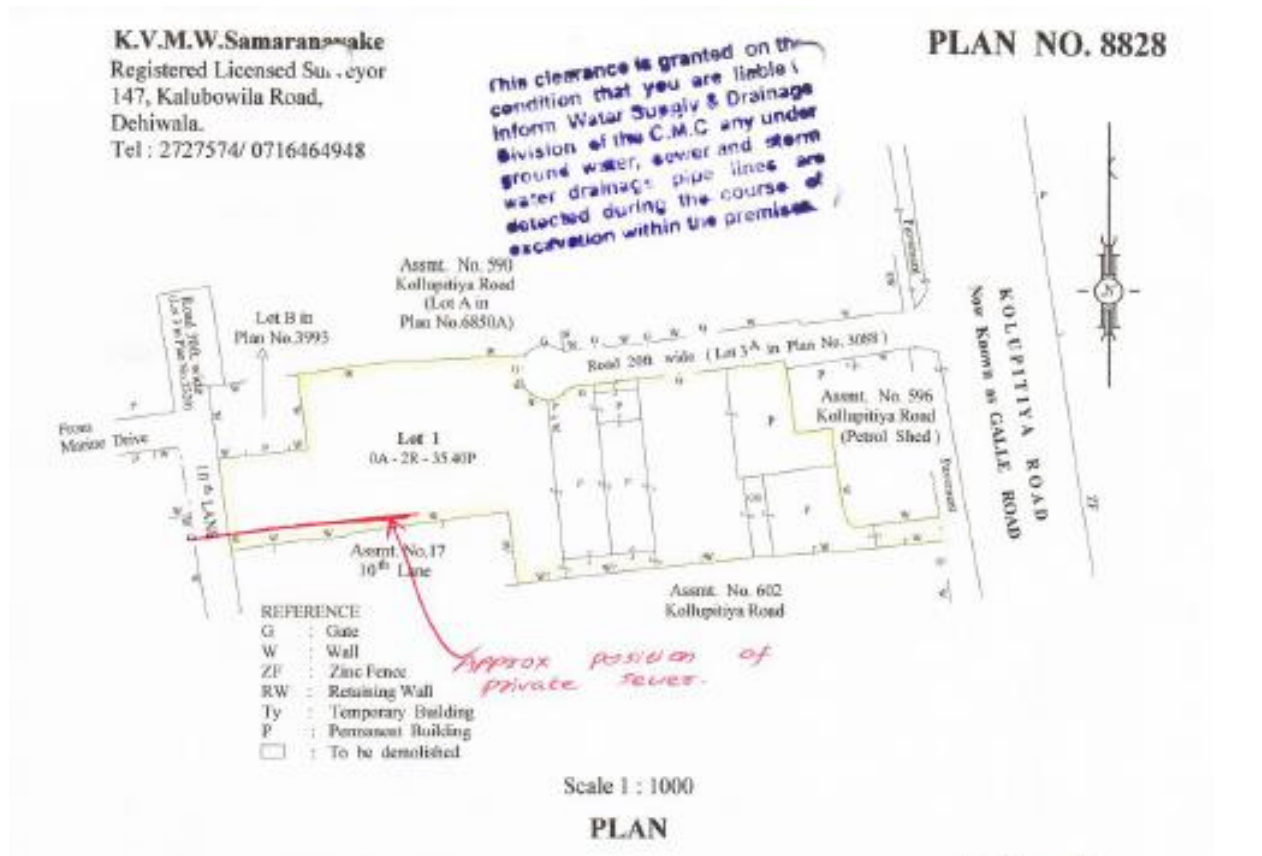 K.V.M.W.Samaranayake
Registered Licensed Surveyor
147, Kalubowila Road,
Dehiwala.
Tel : 2727574/ 0716464948
PLAN NO. 8828
This clearance is granted on the
condition that you are liable
Inform Water Supply & Drainage
Division of the C.M.C any under
ground water, sewer and storm
water drainage pipe lines are
detected during the course of
excavation within the premises.
Assmt. No. 590
Kollupitiya Road
(Lot A in
Plan No.6850A)
Lot B in
Plan No.3993
Road 20ft. wide
From
Marine Drive
10th LANE
Road 20ft wide ( Lot 3A in Plan No. 3088 )
Pavement
RW
Lot 1
0A - 2R - 35.40P
Assmt. No. 596
Kollupitiya Road
(Petrol Shed )
Pavement
KOLUPITIYA ROAD
Now Known as GALLE ROAD
N
P
ZF
Assmt. No.17
10th Lane
Assmt. No. 602
Kollupitiya Road
REFERENCE
G : Gate
W : Wall
ZF : Zinc Fence
RW : Retaining Wall
Ty : Temporary Building
P : Permanent Building
: To be demolished
Approx position of
private sewer.
Scale 1 : 1000
PLAN